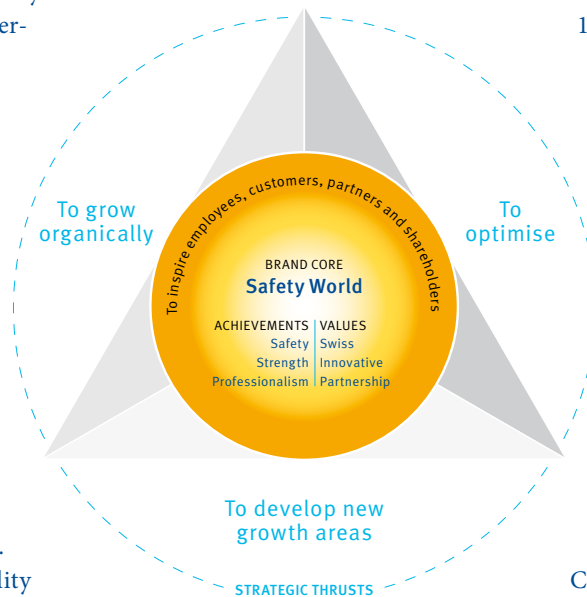 er-
1
To inspire employees, customers, partners and shareholders
To grow
organically
To
optimise
BRAND CORE
Safety World
ACHIEVEMENTS VALUES
Safety Swiss
Strength Innovative
Professionalism Partnership
To develop new
growth areas
lity
C
STRATEGIC THRUSTS